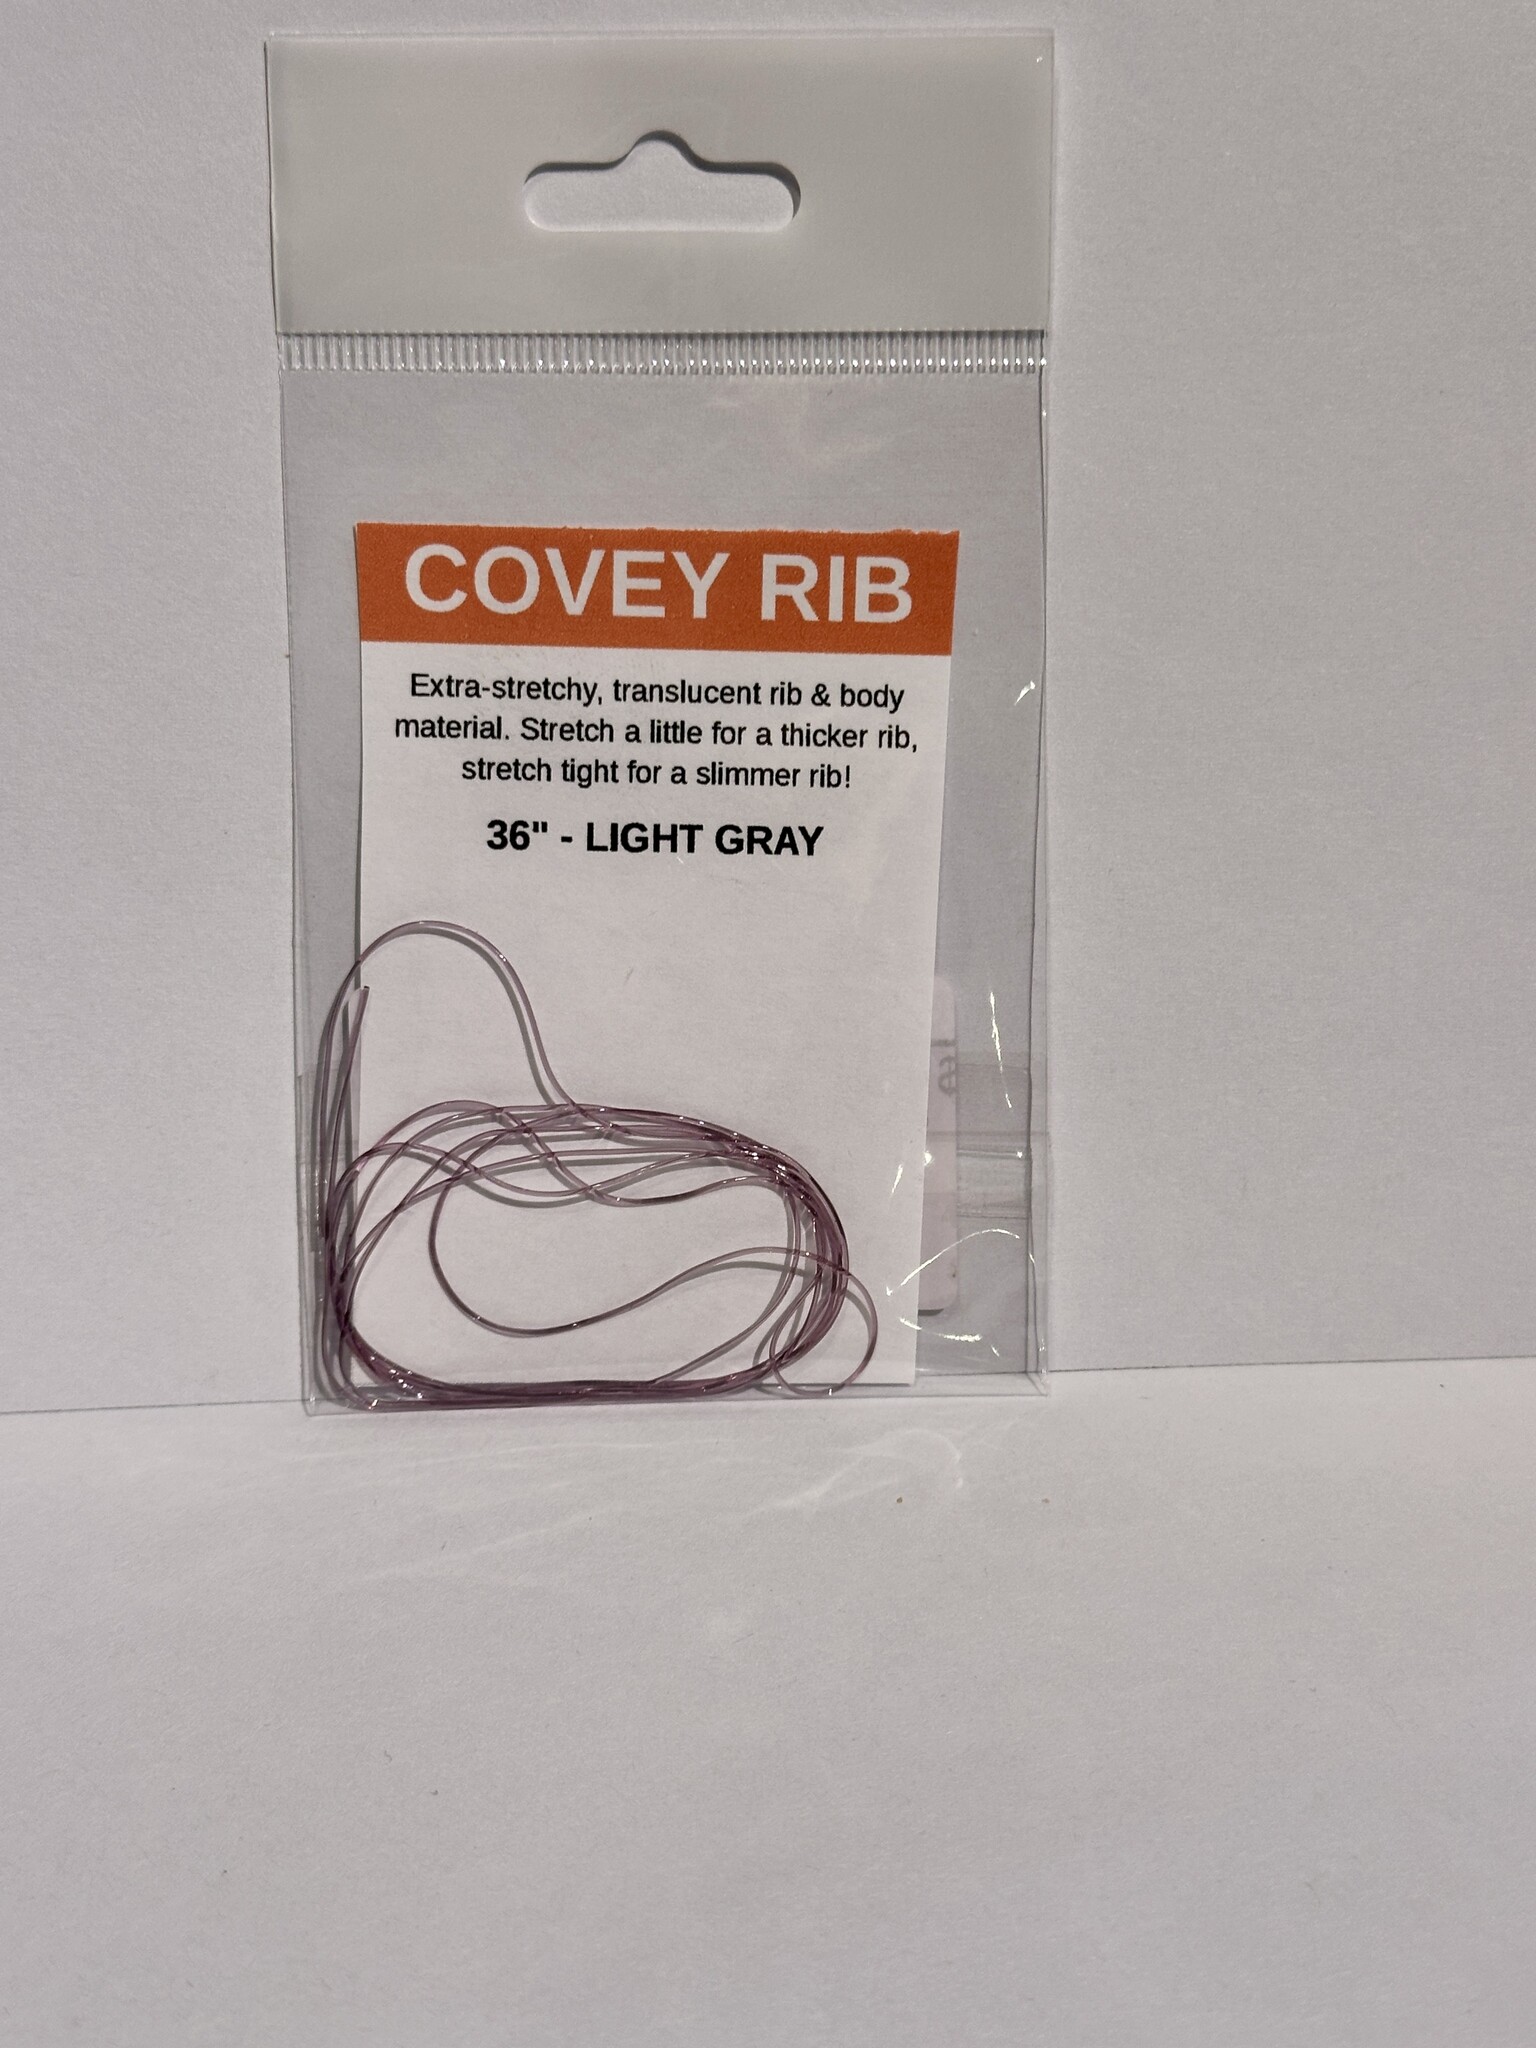 COVEY RIB
Extra-stretchy, translucent rib & body
material. Stretch a little for a thicker rib,
stretch tight for a slimmer rib!
36" - LIGHT GRAY